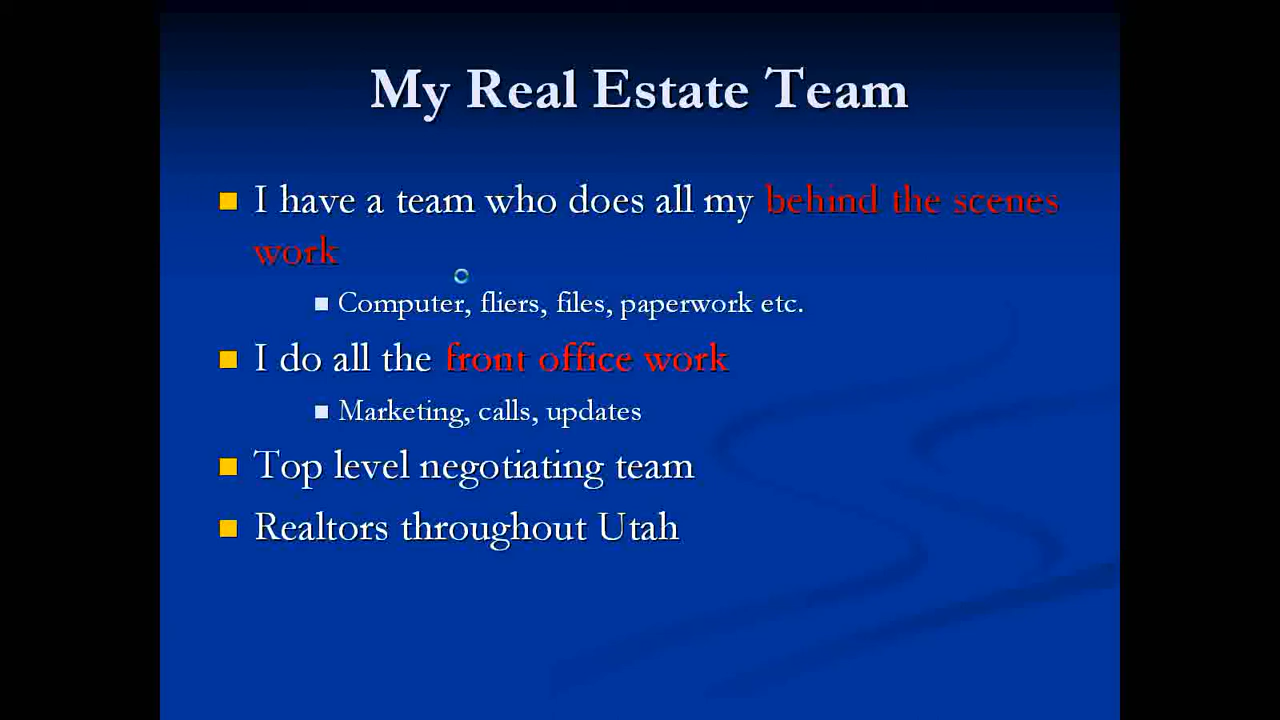 My Real Estate Team
I have a team who does all my behind the scenes
work
Computer, fliers, files, paperwork etc.
I do all the front office work
Marketing, calls, updates
Top level negotiating team
Realtors throughout Utah